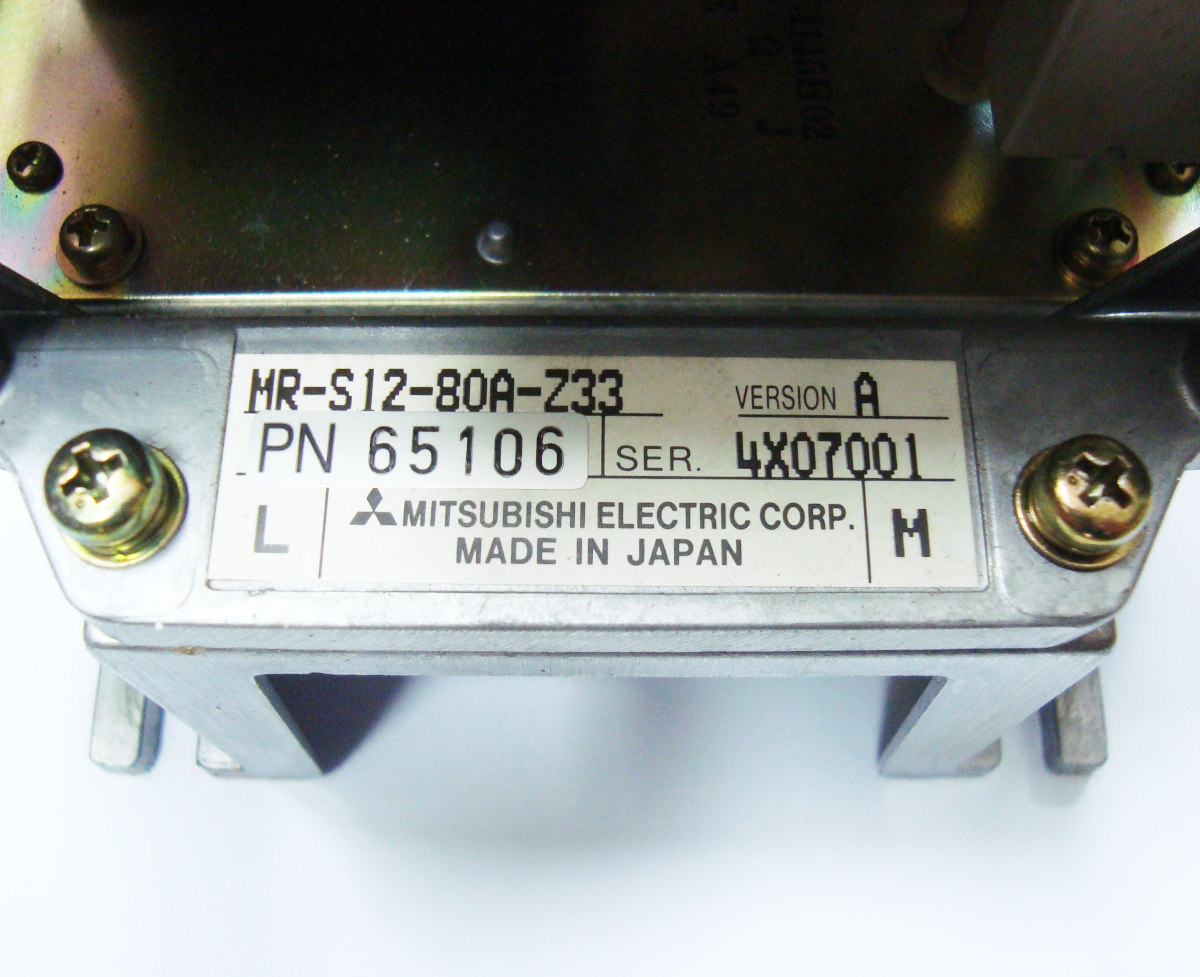 MR-S12-80A-Z33 VERSION A
PN 65106 SER. 4X07001
L MITSUBISHI ELECTRIC CORP. M
MADE IN JAPAN